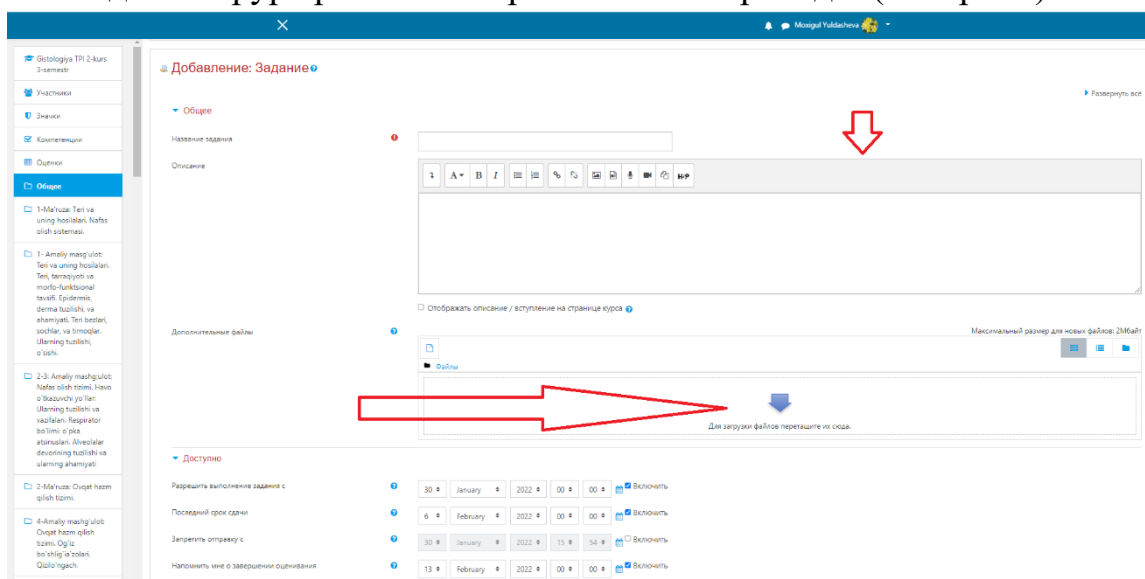 Moxigul Yuldasheva
Gistologiya TPI 2-kurs
3-semestr
Участники
Значки
Компетенции
Оценки
Общее
1-Ma'ruza: Teri va
uning hosilalari. Nafas
olish sistemasi.
1- Amaliy masg'ulot:
Teri va uning hosilalari.
Teri, tarraqiyoti va
morfo-funktsional
tavsifi. Epidermis,
derma tuzilishi, va
ahamiyati. Teri bezlari,
sochlar, va tirnoqlar.
Ularning tuzilishi,
o`sishi.
2-3: Amaliy mashg;ulot:
Nafas olish tizimi. Havo
o'tkazuvchi yo'llar:
Ularning tuzilishi va
vazifalari. Respirator
bo'limi: o'pka
atsinuslari. Alveolalar
devorining tuzilishi va
ularning ahamiyati
2-Ma'ruza: Ovqat hazm
qilish tizimi.
4-Amaliy mashg'ulot:
Ovqat hazm qilish
tizimi. Og'iz
bo'shlig'ia'zolari.
Qizilo'ngach.
Добавление: Задание
Развернуть всё
Общее
Название задания
Описание
A B I H5P
Отображать описание / вступление на странице курса
Дополнительные файлы
Максимальный размер для новых файлов: 2Мбайт
Файлы
Для загрузки файлов перетащите их сюда.
Доступно
Разрешить выполнение задания с 30 January 2022 00 00 Включить
Последний срок сдачи 6 February 2022 00 00 Включить
Запретить отправку с 30 January 2022 15 54 Включить
Напомнить мне о завершении оценивания 13 February 2022 00 00 Включить